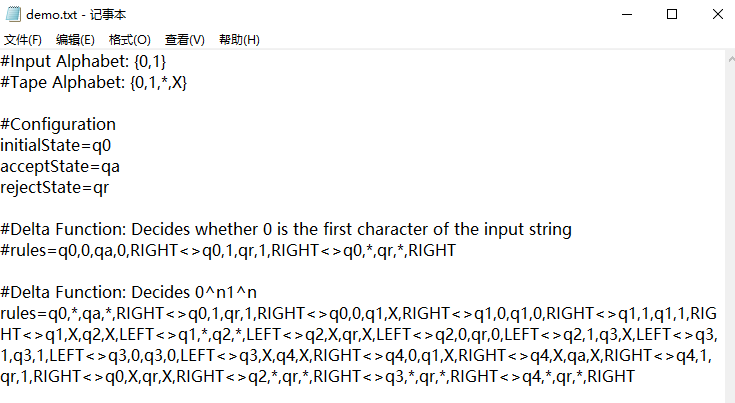 demo.txt - 记事本
文件(F) 编辑(E) 格式(O) 查看(V) 帮助(H)
#Input Alphabet: {0,1}
#Tape Alphabet: {0,1,*,X}
#Configuration
initialState=q0
acceptState=qa
rejectState=qr
#Delta Function: Decides whether 0 is the first character of the input string
#rules=q0,0,qa,0,RIGHT<>q0,1,qr,1,RIGHT<>q0,*,qr,*,RIGHT
#Delta Function: Decides 0^n1^n
rules=q0,*,qa,*,RIGHT<>q0,1,qr,1,RIGHT<>q0,0,q1,X,RIGHT<>q1,0,q1,0,RIGHT<>q1,1,q1,1,RIG
HT<>q1,X,q2,X,LEFT<>q1,*,q2,*,LEFT<>q2,X,qr,X,LEFT<>q2,0,qr,0,LEFT<>q2,1,q3,X,LEFT<>q3,
1,q3,1,LEFT<>q3,0,q3,0,LEFT<>q3,X,q4,X,RIGHT<>q4,0,q1,X,RIGHT<>q4,X,qa,X,RIGHT<>q4,1,
qr,1,RIGHT<>q0,X,qr,X,RIGHT<>q2,*,qr,*,RIGHT<>q3,*,qr,*,RIGHT<>q4,*,qr,*,RIGHT